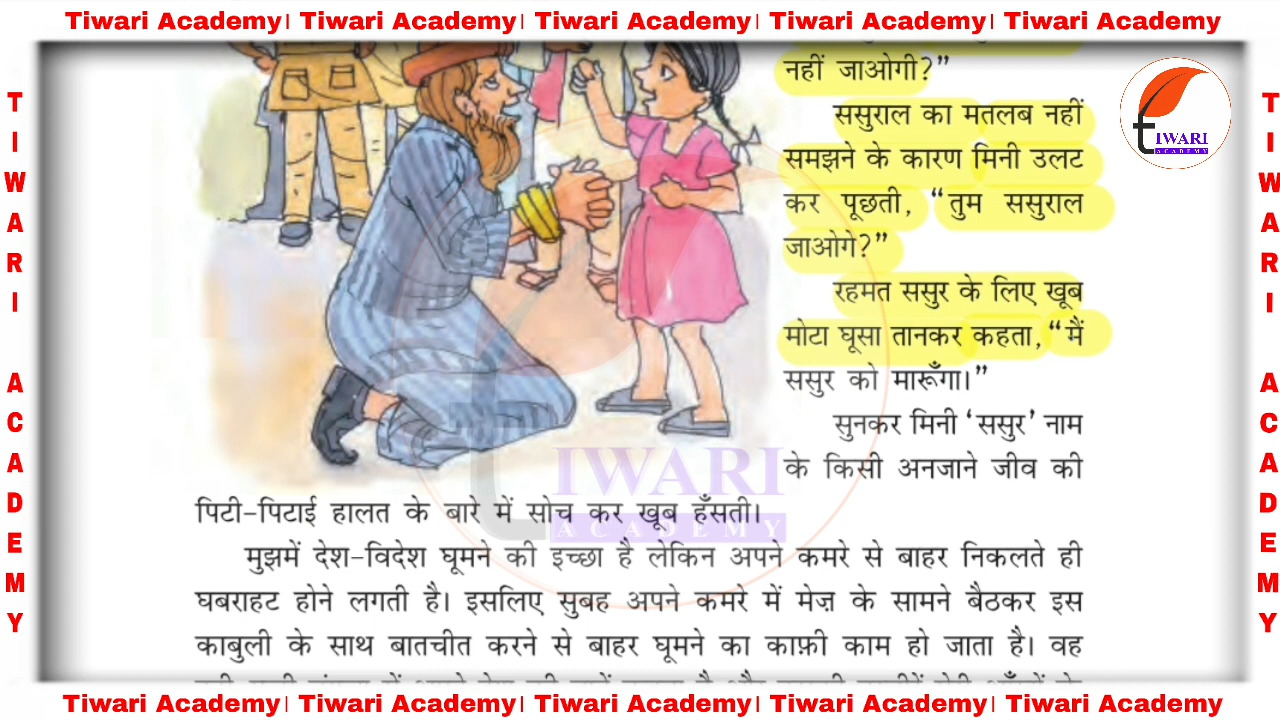 Tiwari Academy। Tiwari Academy। Tiwari Academy। Tiwari Academy। Tiwari Academy
नहीं जाओगी?”
ससुराल का मतलब नहीं
समझने के कारण मिनी उलट
कर पूछती, “तुम ससुराल
जाओगे?”
रहमत ससुर के लिए खूब
मोटा घूसा तानकर कहता, “मैं
ससुर को मारूँगा।”
सुनकर मिनी ‘ससुर’ नाम
के किसी अनजाने जीव की
पिटी-पिटाई हालत के बारे में सोच कर खूब हँसती।
मुझमें देश-विदेश घूमने की इच्छा है लेकिन अपने कमरे से बाहर निकलते ही
घबराहट होने लगती है। इसलिए सुबह अपने कमरे में मेज़ के सामने बैठकर इस
काबुली के साथ बातचीत करने से बाहर घूमने का काफ़ी काम हो जाता है। वह
TIWARI
ACADEMY
TIWARI
ACADEMY
TIWARI ACADEMY
TIWARI ACADEMY
Tiwari Academy। Tiwari Academy। Tiwari Academy। Tiwari Academy। Tiwari Academy